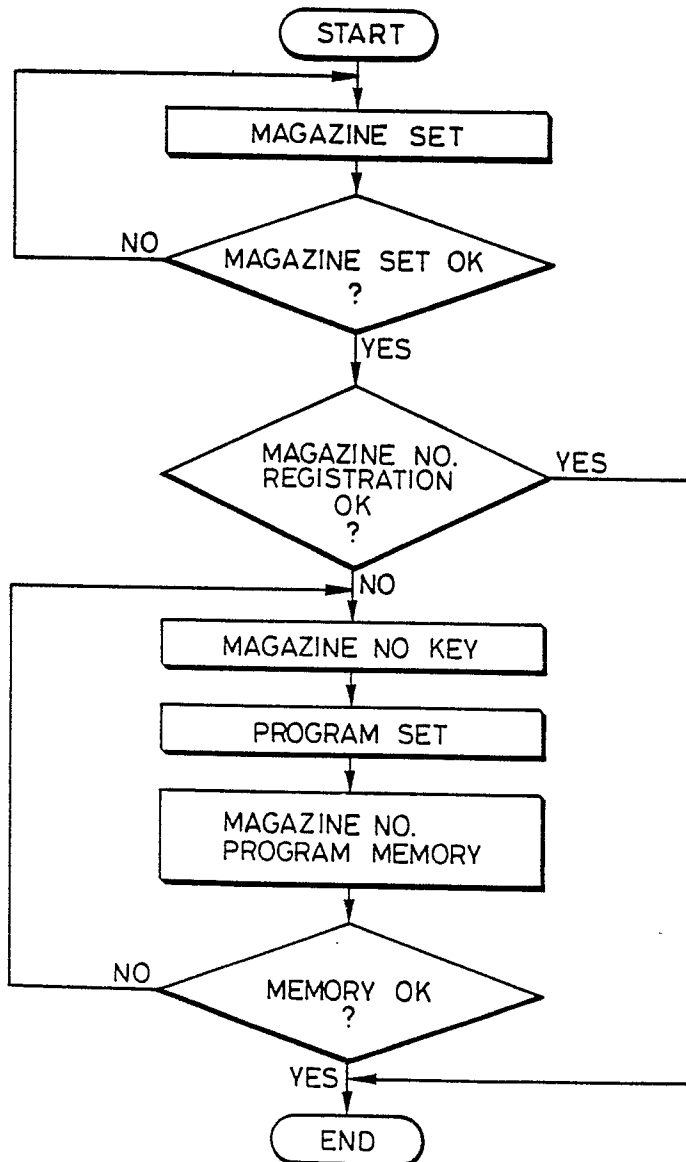 START
MAGAZINE SET
NO
MAGAZINE SET OK
?
YES
MAGAZINE NO.
REGISTRATION
OK
?
YES
NO
MAGAZINE NO KEY
PROGRAM SET
MAGAZINE NO.
PROGRAM MEMORY
NO
MEMORY OK
?
YES
END